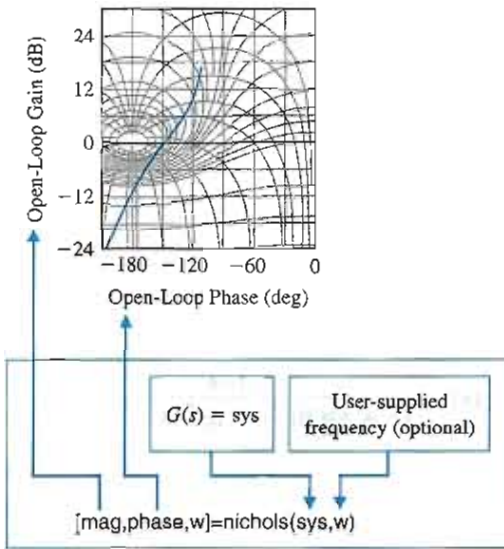 Open-Loop Gain (dB)
24
12
0
−12
−24
−180
−120
−60
0
Open-Loop Phase (deg)
G(s) = sys
User-supplied
frequency (optional)
[mag,phase,w]=nichols(sys,w)